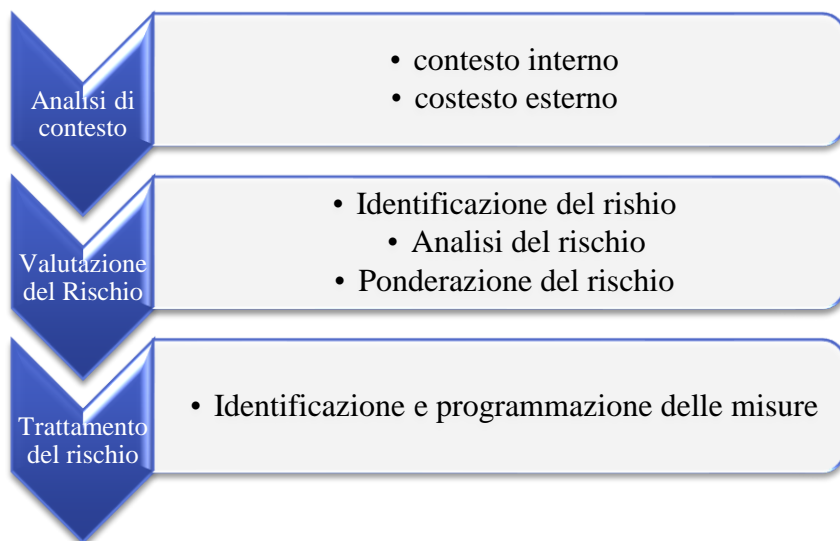 Analisi di
contesto
• contesto interno
• costesto esterno
Valutazione
del Rischio
• Identificazione del rishio
• Analisi del rischio
• Ponderazione del rischio
Trattamento
del rischio
• Identificazione e programmazione delle misure